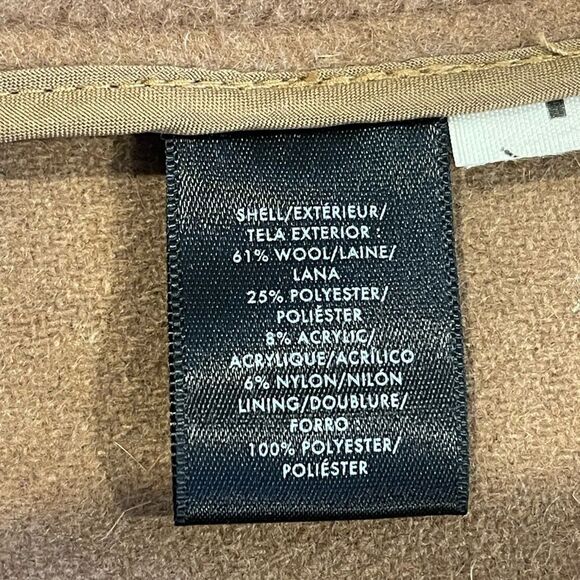 SHELL/EXTÉRIEUR/
TELA EXTERIOR :
61% WOOL/LAINE/
LANA
25% POLYESTER/
POLIÉSTER
8% ACRYLIC/
ACRYLIQUE/ACRÍLICO
6% NYLON/NILÓN
LINING/DOUBLURE/
FORRO :
100% POLYESTER/
POLIÉSTER